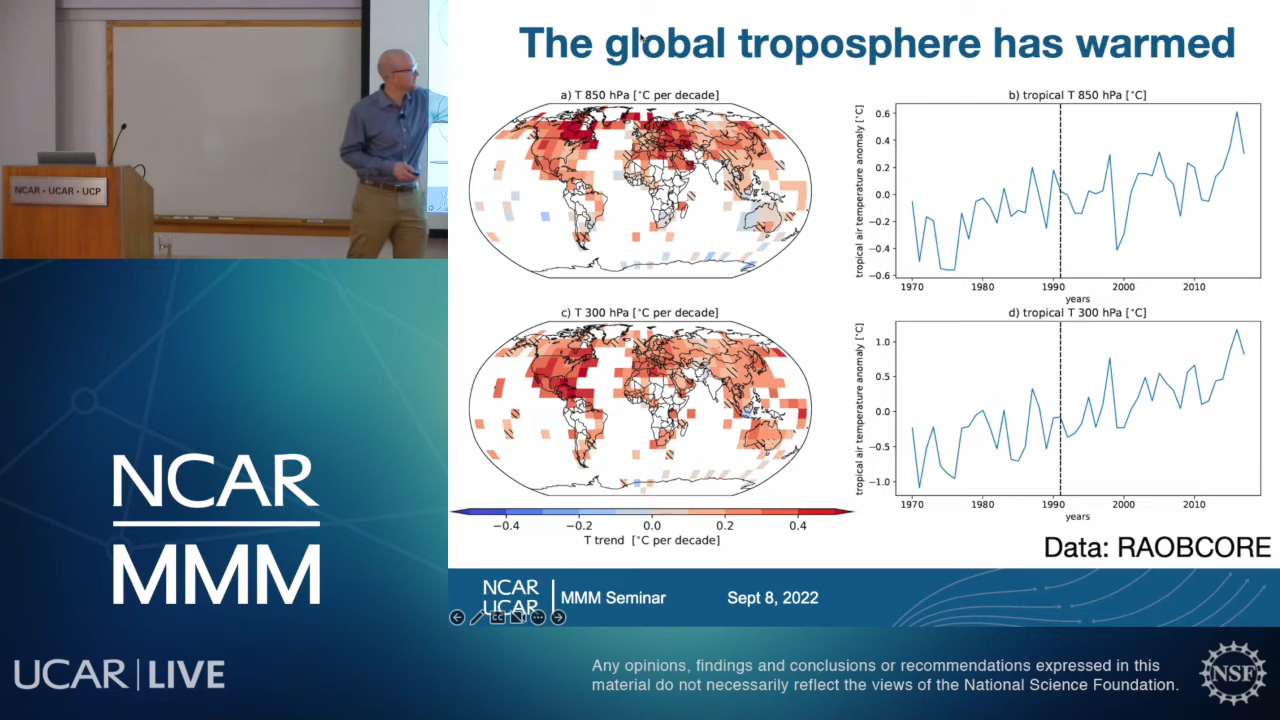 The global troposphere has warmed
a) T 850 hPa [°C per decade]
b) tropical T 850 hPa [°C]
tropical air temperature anomaly [°C]
0.6
0.4
0.2
0.0
−0.2
−0.4
−0.6
1970 1980 1990 2000 2010
years
c) T 300 hPa [°C per decade]
d) tropical T 300 hPa [°C]
tropical air temperature anomaly [°C]
1.0
0.5
0.0
−0.5
−1.0
1970 1980 1990 2000 2010
years
−0.4 −0.2 0.0 0.2 0.4
T trend [°C per decade]
Data: RAOBCORE
NCAR
UCAR
MMM Seminar
Sept 8, 2022
CC
NCAR • UCAR • UCP
NCAR
MMM
UCAR | LIVE
Any opinions, findings and conclusions or recommendations expressed in this
material do not necessarily reflect the views of the National Science Foundation.
NSF